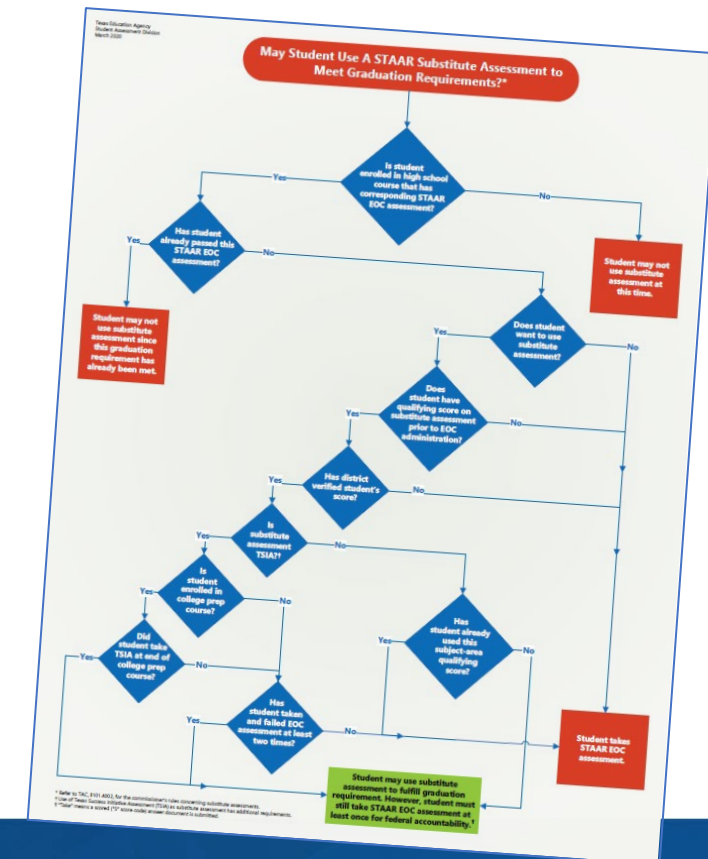 Texas Education Agency
Student Assessment Division
March 2020
May Student Use A STAAR Substitute Assessment to
Meet Graduation Requirements?*
Is student
enrolled in high school
course that has
corresponding STAAR
EOC assessment?
Yes
No
Has student
already passed this
STAAR EOC
assessment?
Yes
No
Student may not
use substitute
assessment at
this time.
Student may not
use substitute
assessment since
this graduation
requirement has
already been met.
Does student
want to use
substitute
assessment?
Yes
No
Does
student have
qualifying score on
substitute assessment
prior to EOC
administration?
Yes
No
Has district
verified student's
score?
Yes
No
Is
substitute
assessment
TSIA?†
Yes
No
Is
student
enrolled in
college prep
course?
Yes
No
Has
student already
used this
subject-area
qualifying
score?
Yes
No
Did
student take
TSIA at end of
college prep
course?
Yes
No
Has
student taken
and failed EOC
assessment at least
two times?
Yes
No
Student takes
STAAR EOC
assessment.
Student may use substitute
assessment to fulfill graduation
requirement. However, student must
still take STAAR EOC assessment at
least once for federal accountability.‡
* Refer to TAC, §101.4002, for the commissioner's rules concerning substitute assessments.
† Use of Texas Success Initiative Assessment (TSIA) as substitute assessment has additional requirements.
‡ "Take" means a scored ("S" score code) answer document is submitted.